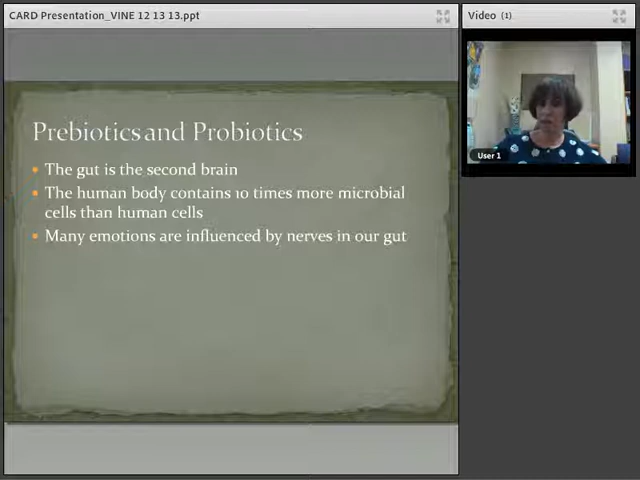 CARD Presentation_VINE 12 13 13.ppt
Video (1)
User 1
Prebiotics and Probiotics
The gut is the second brain
The human body contains 10 times more microbial
cells than human cells
Many emotions are influenced by nerves in our gut